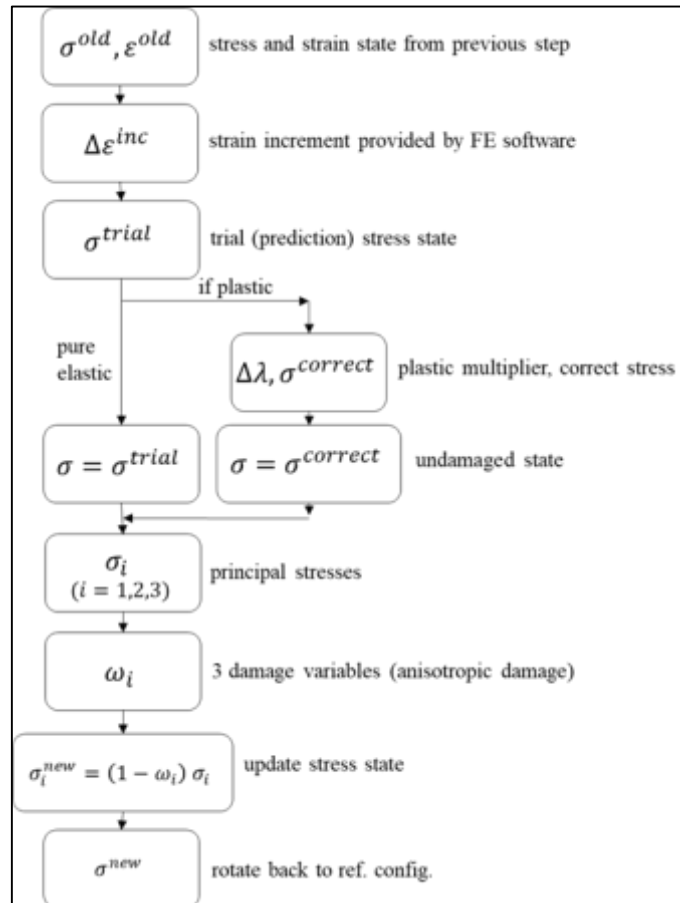 σ^old, ε^old stress and strain state from previous step
Δε^inc strain increment provided by FE software
σ^trial trial (prediction) stress state
if plastic
pure
elastic
Δλ, σ^correct plastic multiplier, correct stress
σ = σ^trial σ = σ^correct undamaged state
σ_i
(i = 1,2,3) principal stresses
ω_i 3 damage variables (anisotropic damage)
σ_i^new = (1 − ω_i) σ_i update stress state
σ^new rotate back to ref. config.